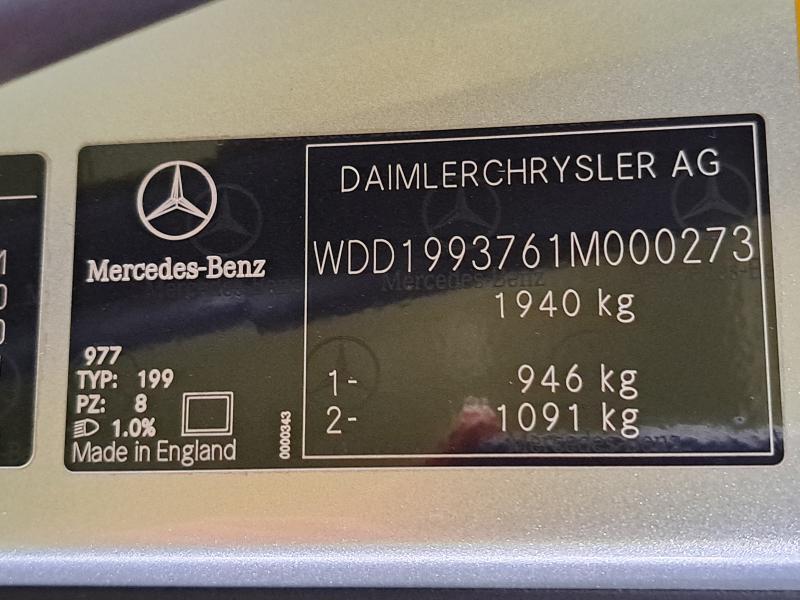 DAIMLERCHRYSLER AG
WDD1993761M000273
1940 kg
1- 946 kg
2- 1091 kg
Mercedes-Benz
977
TYP: 199
PZ: 8
1.0%
Made in England
0000343